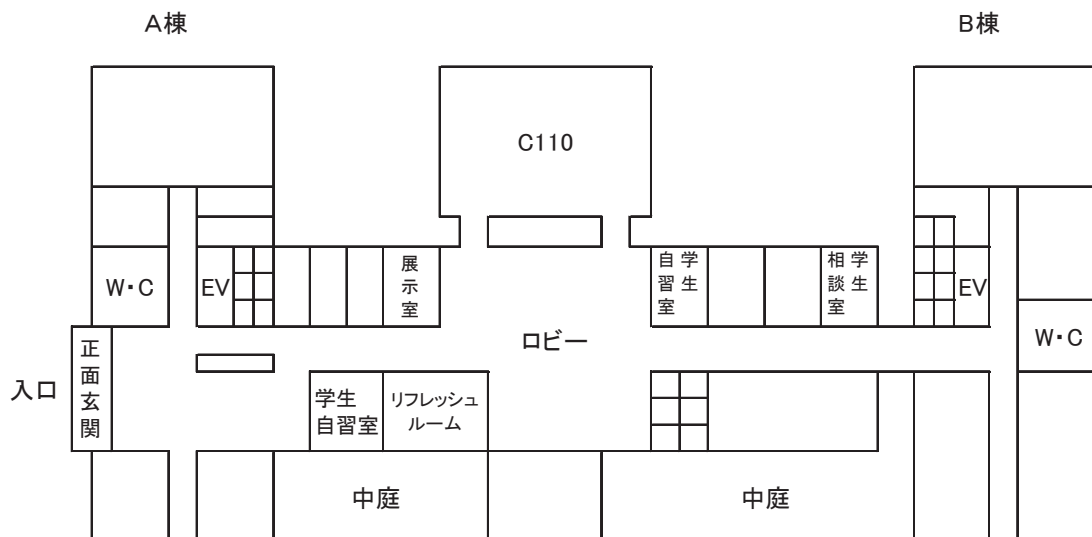 A棟
B棟
C110
W・C
EV
展示室
学生
自習室
学生
相談室
EV
ロビー
W・C
入口
正面玄関
学生
自習室
リフレッシュ
ルーム
中庭
中庭